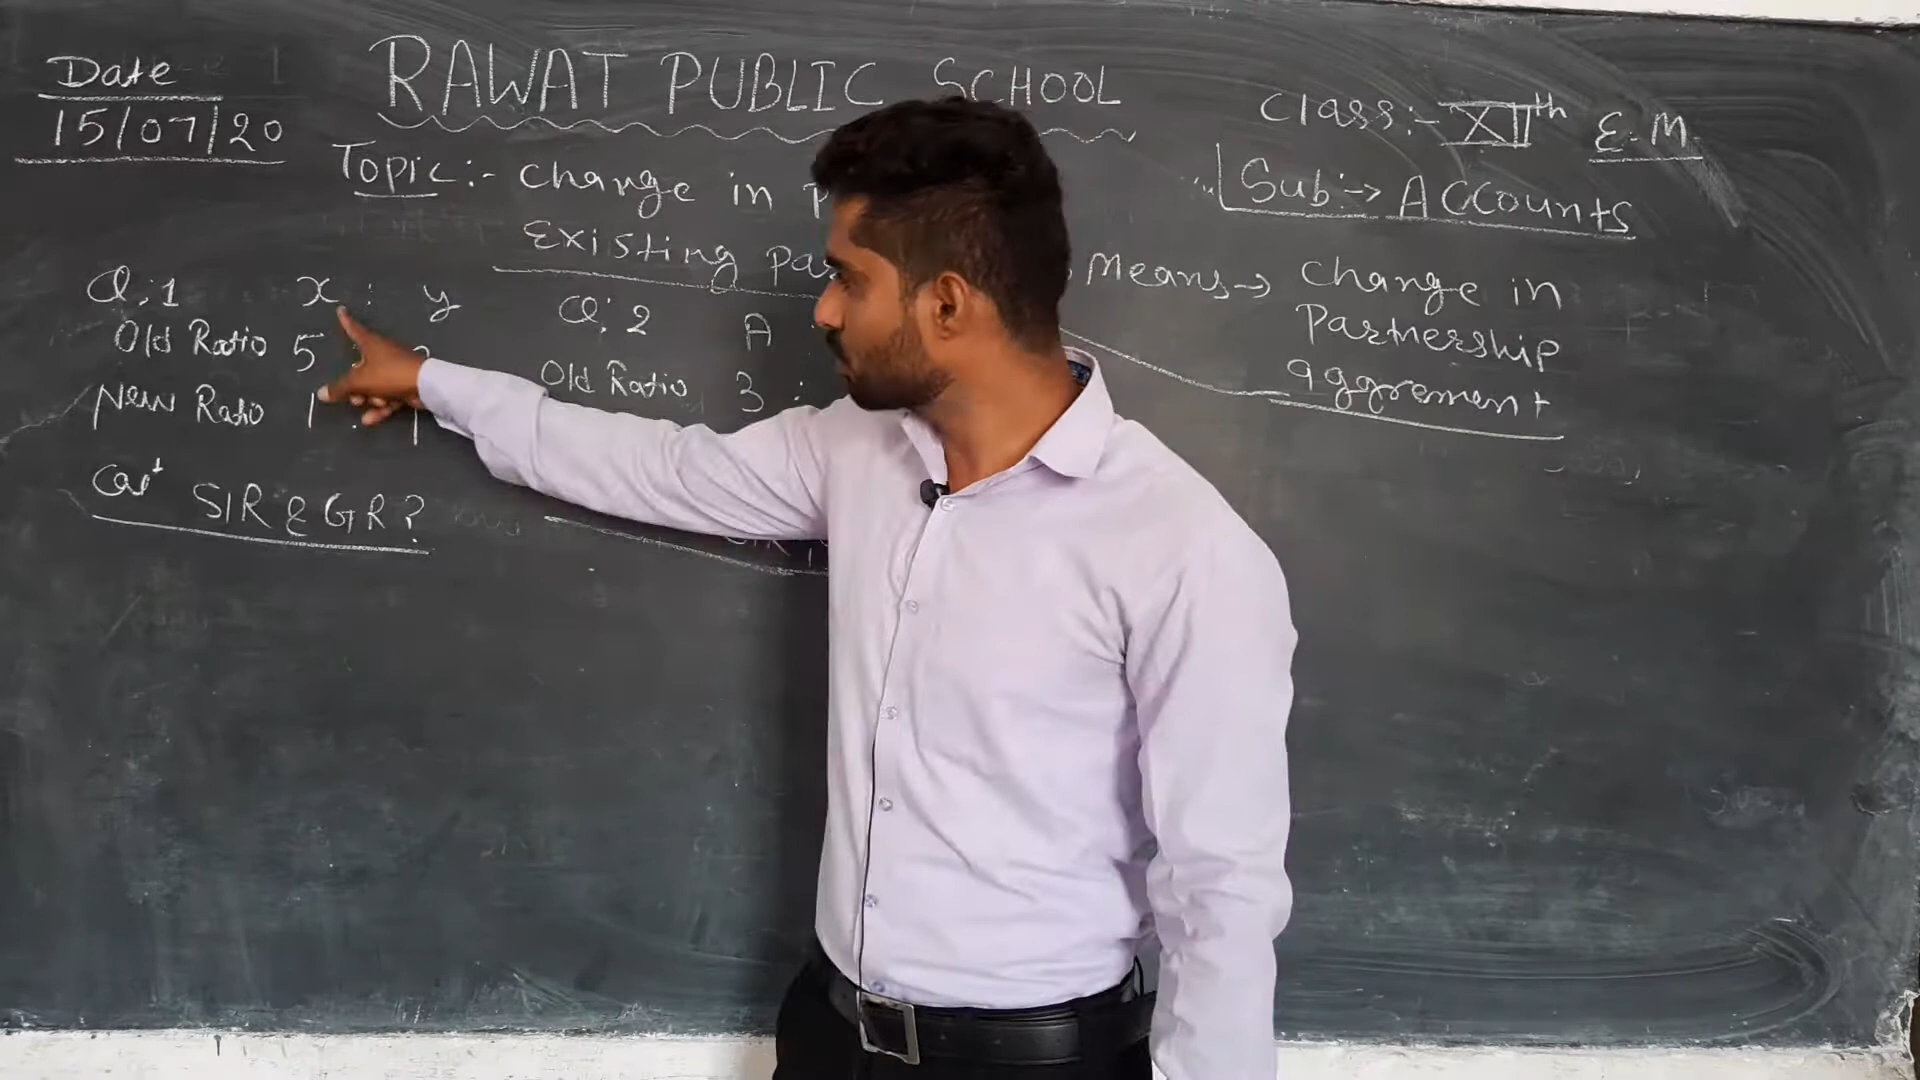 Date
15/07/20
RAWAT PUBLIC SCHOOL
Class:- XIIth E.M
Sub:-> Accounts
Topic:- Change in
Existing
Means-> Change in
Partnership
aggrement
Q.1 x : y
Old Ratio 5
New Ratio 1 : 1
Cal SR & GR?
Q. 2 A :
Old Ratio 3 :